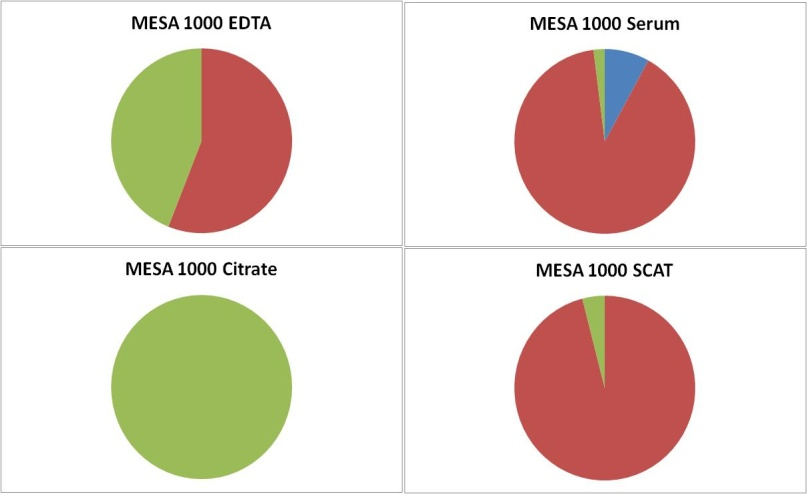 MESA 1000 EDTA
MESA 1000 Serum
MESA 1000 Citrate
MESA 1000 SCAT